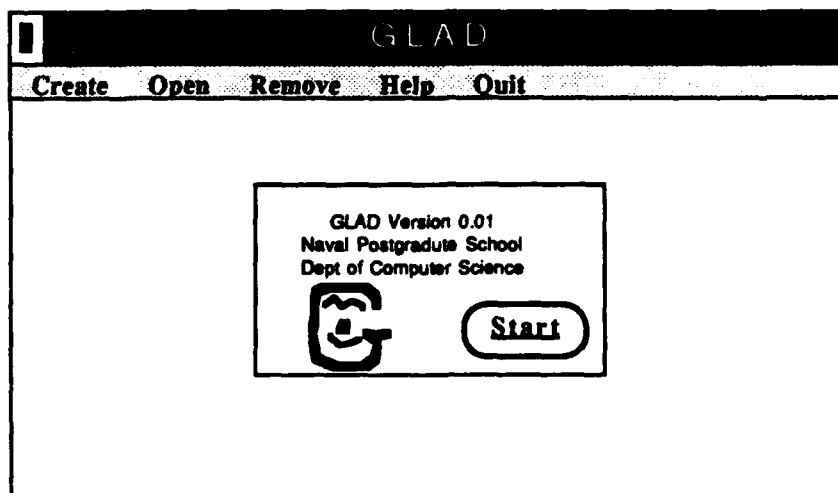 GLAD
Create Open Remove Help Quit
GLAD Version 0.01
Naval Postgradute School
Dept of Computer Science
Start